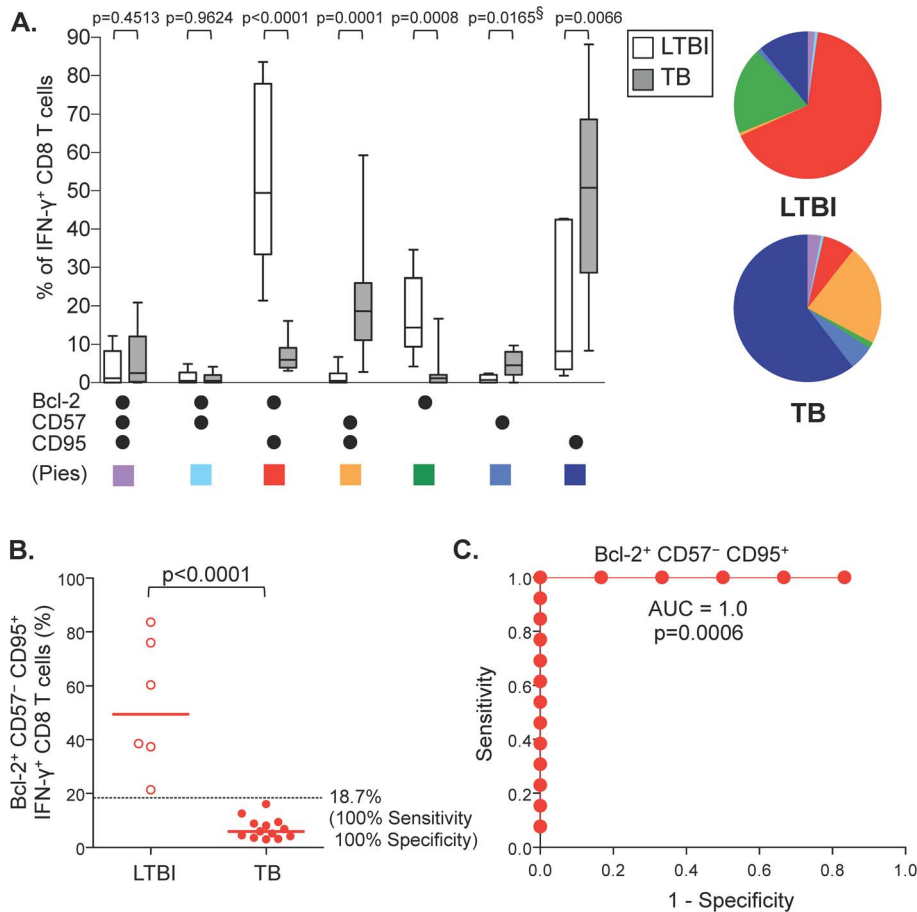 A.
p=0.4513 p=0.9624 p<0.0001 p=0.0001 p=0.0008 p=0.0165§ p=0.0066
% of IFN-γ+ CD8 T cells
90
80
70
60
50
40
30
20
10
0
LTBI
TB
Bcl-2
CD57
CD95
(Pies)
LTBI
TB
B.
p<0.0001
Bcl-2+ CD57− CD95+
IFN-γ+ CD8 T cells (%)
100
80
60
40
20
0
18.7%
(100% Sensitivity
100% Specificity)
LTBI TB
C.
Bcl-2+ CD57− CD95+
AUC = 1.0
p=0.0006
Sensitivity
1.0
0.8
0.6
0.4
0.2
0.0
0.0 0.2 0.4 0.6 0.8 1.0
1 - Specificity